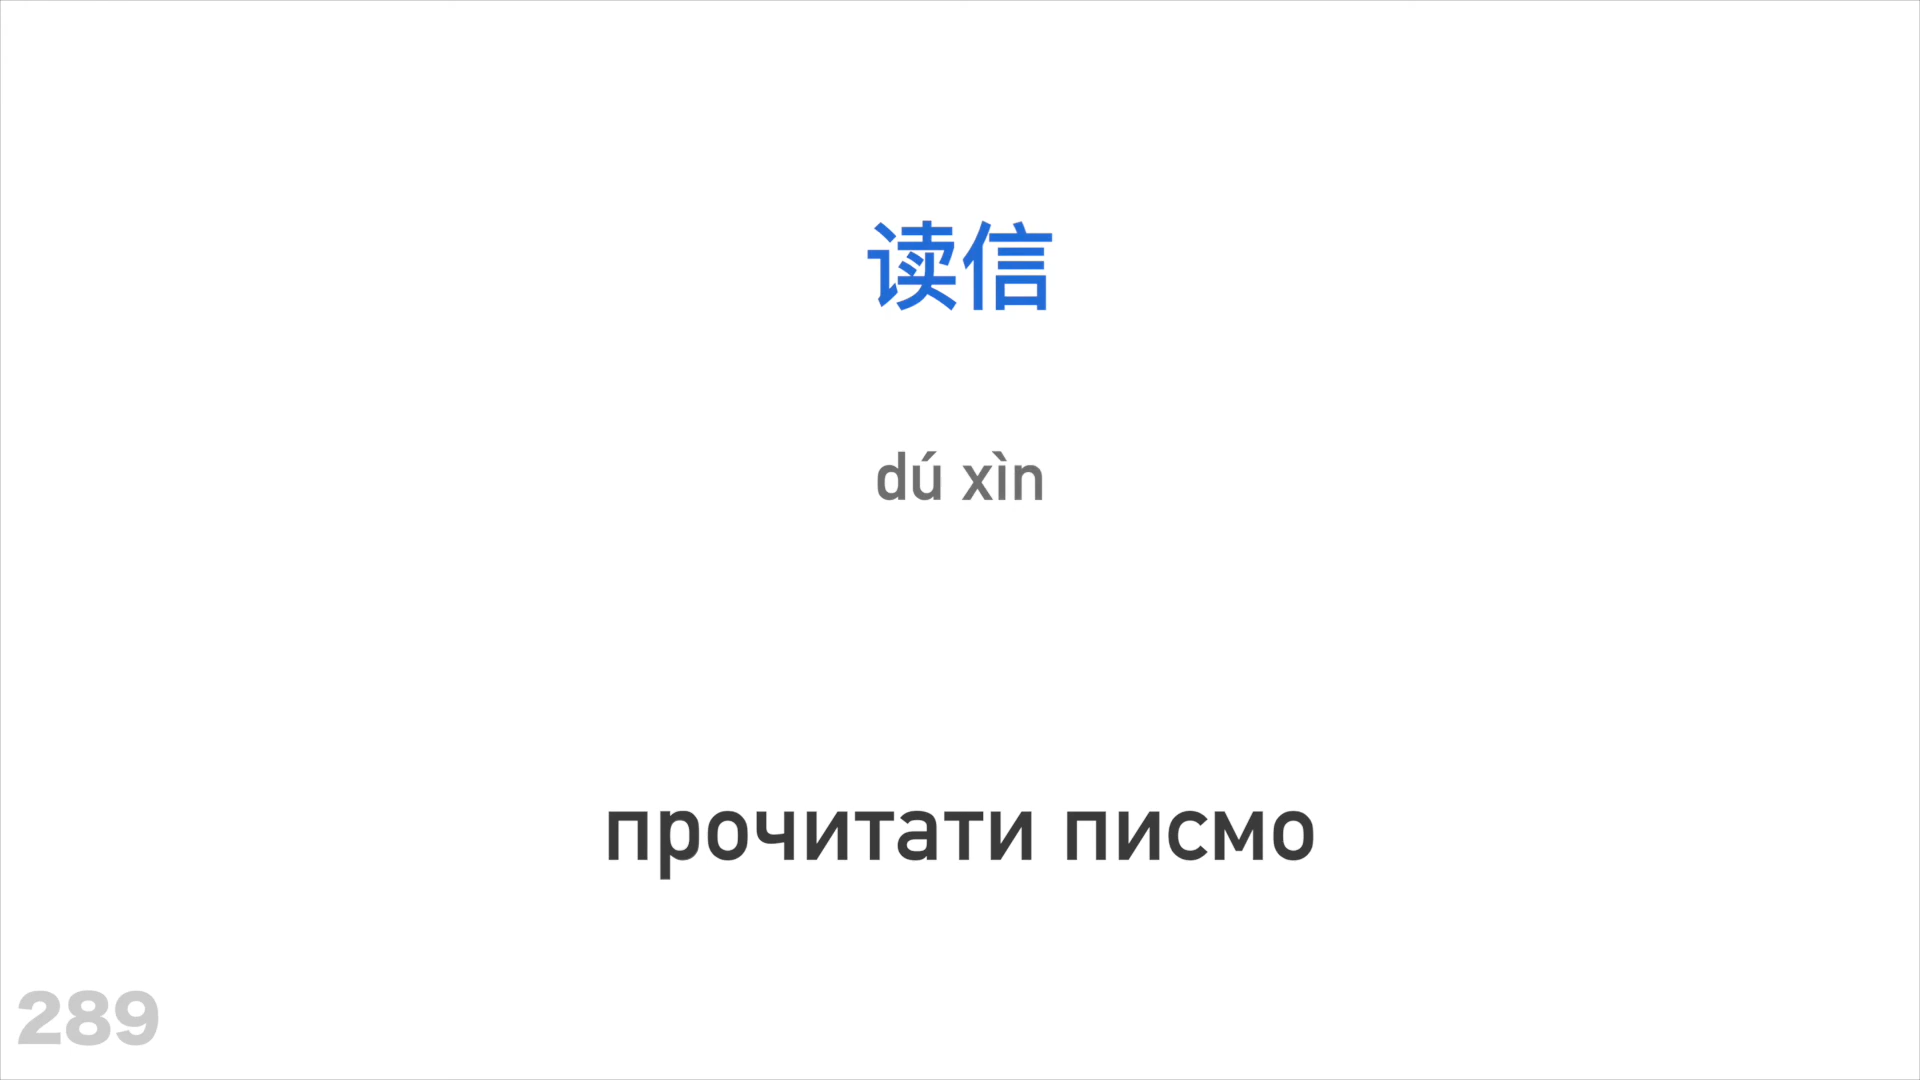 读信
dú xìn
прочитати писмо
289